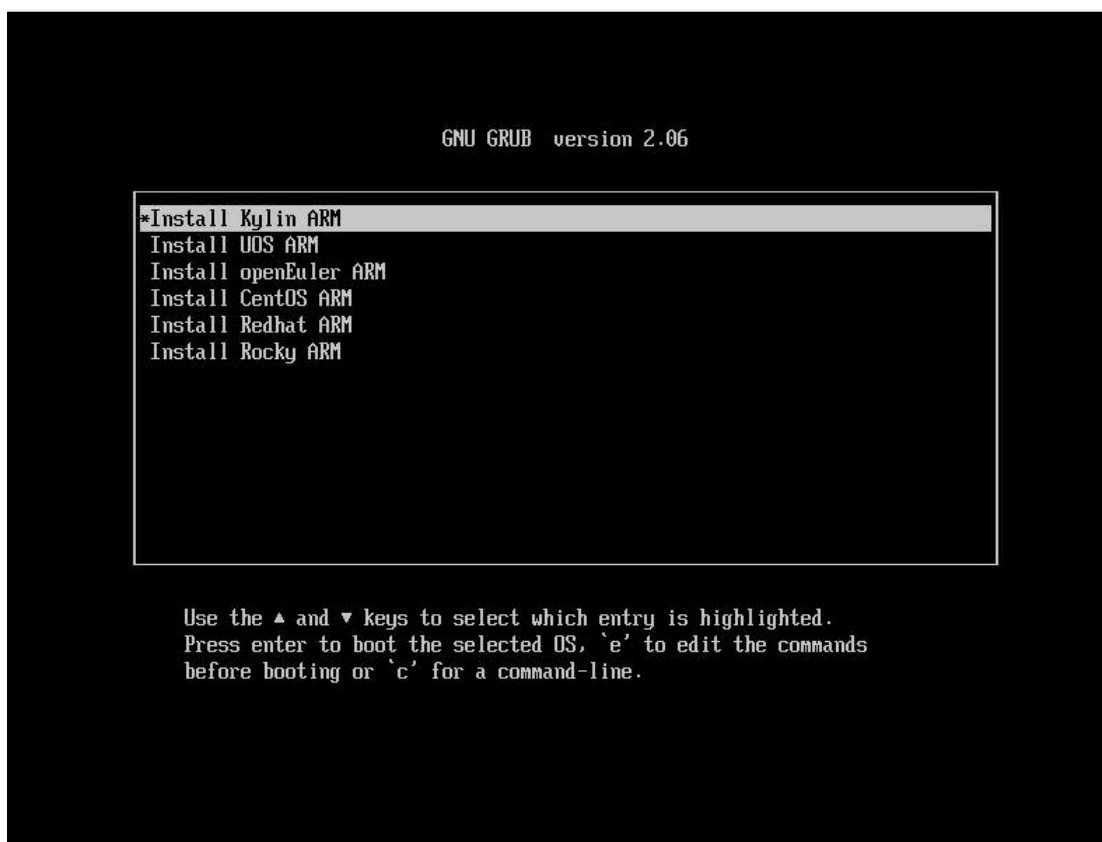 GNU GRUB  version 2.06
*Install Kylin ARM
Install UOS ARM
Install openEuler ARM
Install CentOS ARM
Install Redhat ARM
Install Rocky ARM
Use the ▲ and ▼ keys to select which entry is highlighted.
Press enter to boot the selected OS, `e' to edit the commands
before booting or `c' for a command-line.